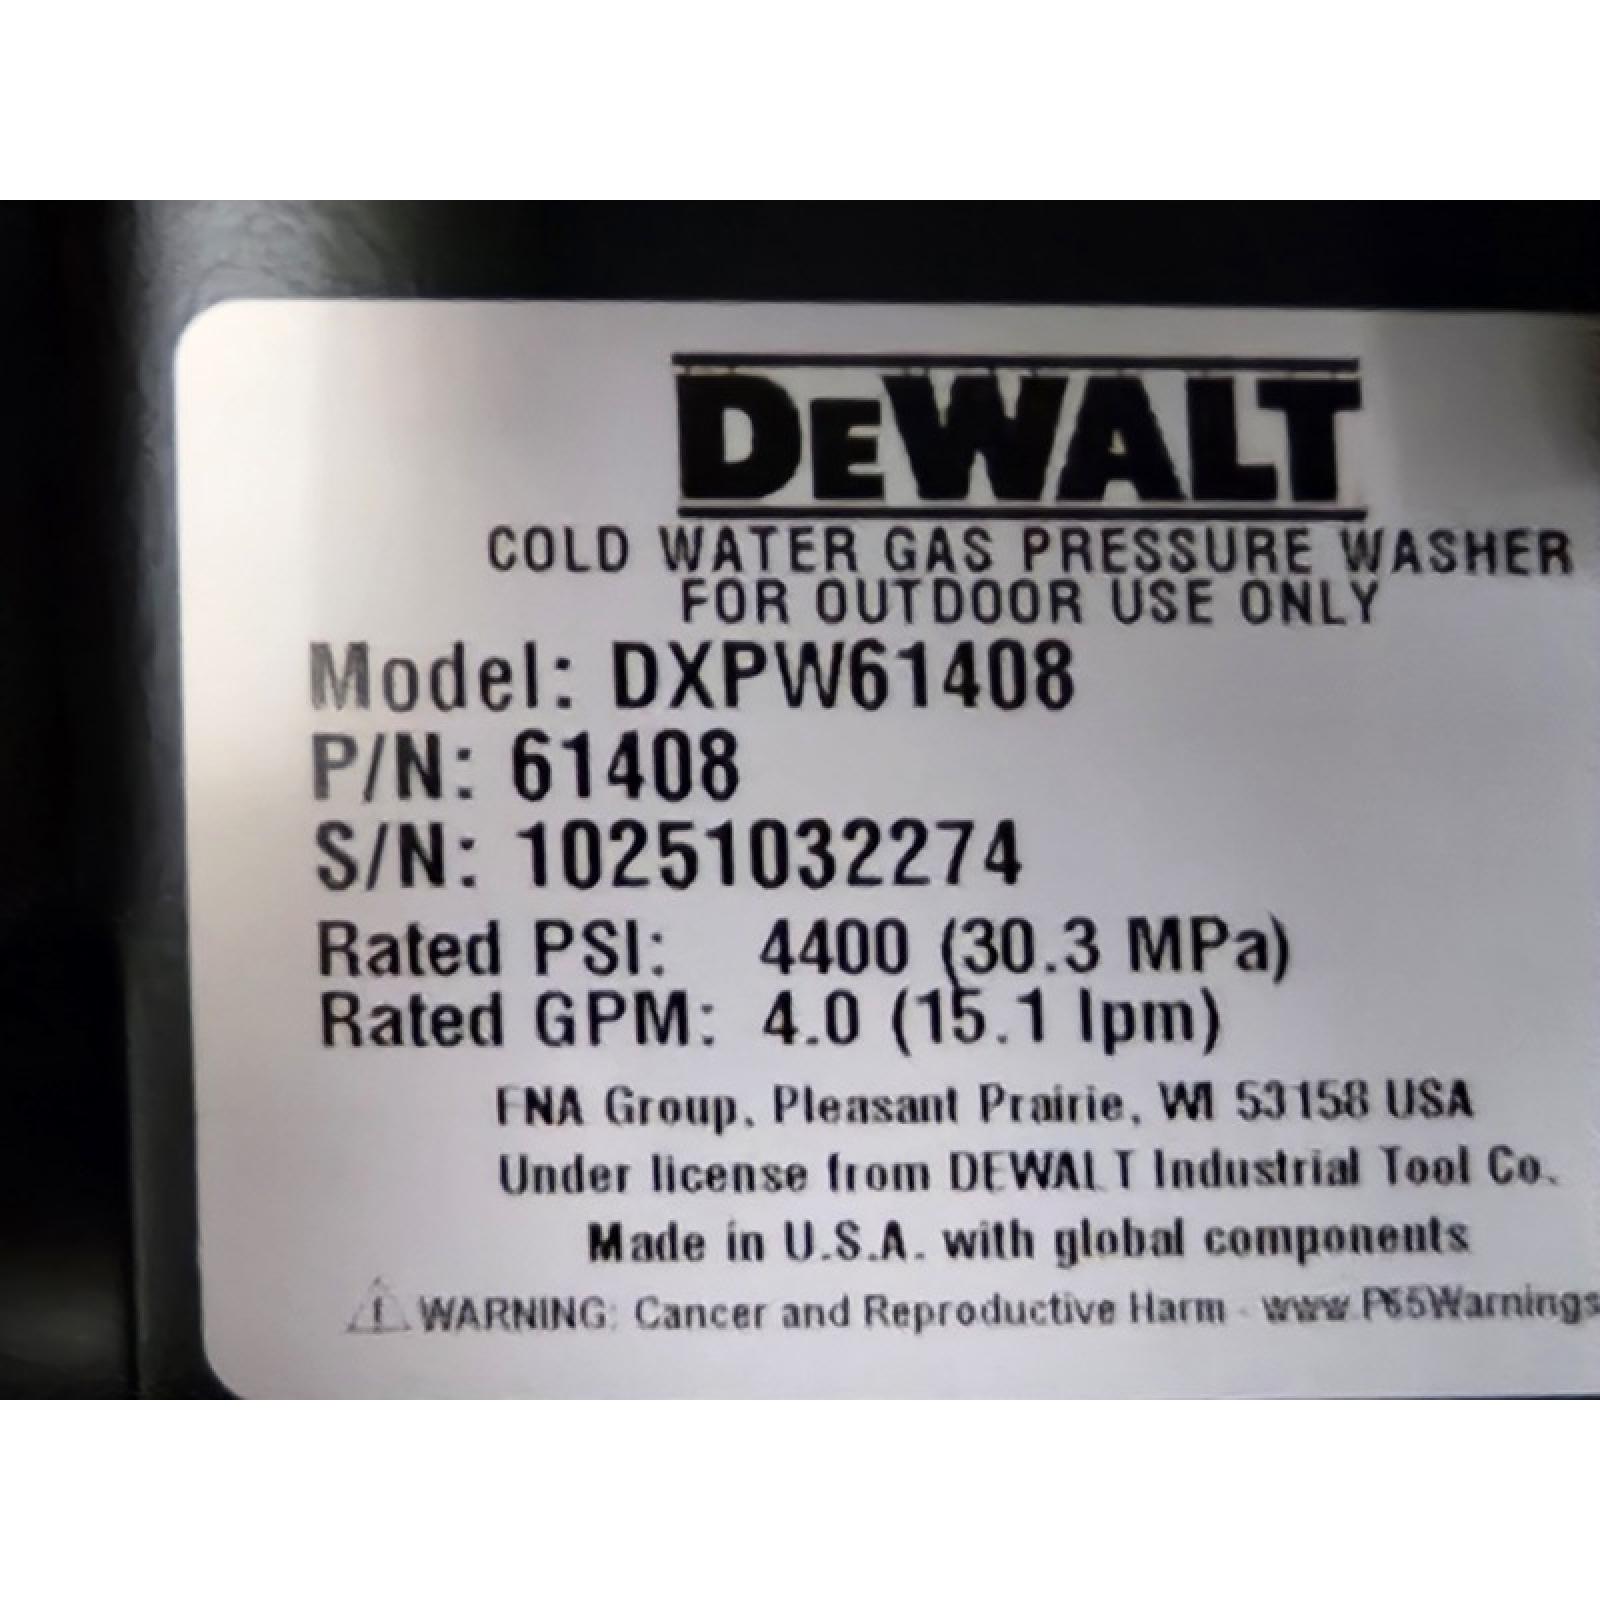 DEWALT
COLD WATER GAS PRESSURE WASHER
FOR OUTDOOR USE ONLY
Model: DXPW61408
P/N: 61408
S/N: 10251032274
Rated PSI: 4400 (30.3 MPa)
Rated GPM: 4.0 (15.1 lpm)
FNA Group, Pleasant Prairie, WI 53158 USA
Under license from DEWALT Industrial Tool Co.
Made in U.S.A. with global components
WARNING: Cancer and Reproductive Harm - www.P65Warnings